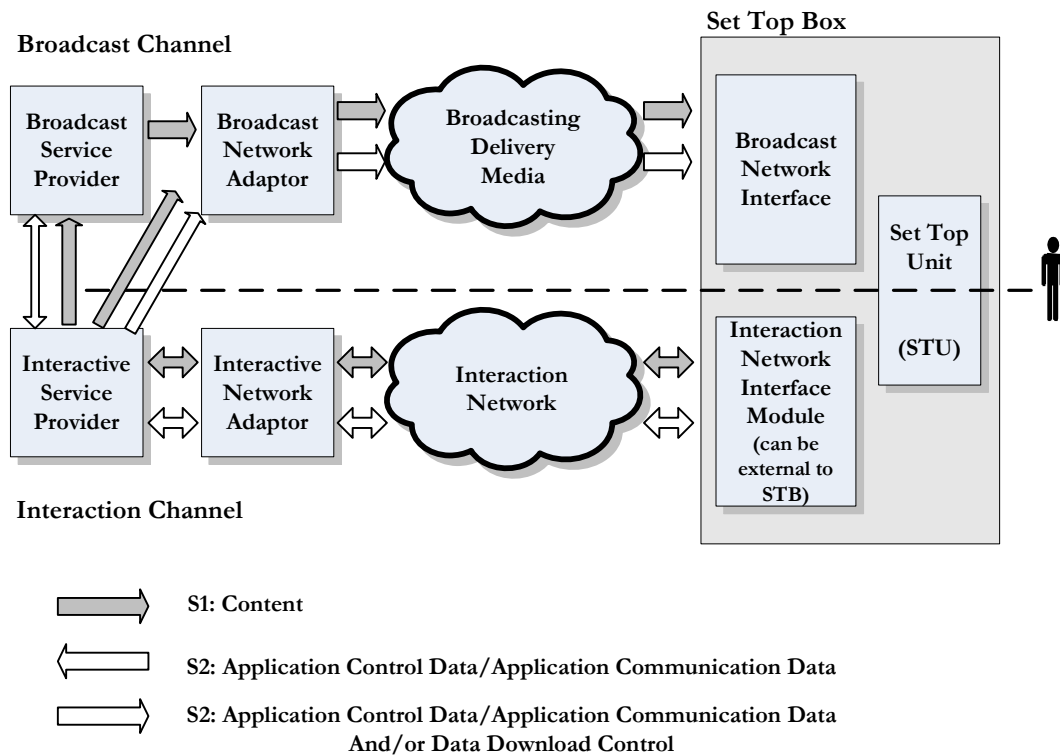 Set Top Box
Broadcast Channel
Broadcast
Service
Provider
Broadcast
Network
Adaptor
Broadcasting
Delivery
Media
Broadcast
Network
Interface
Set Top
Unit
(STU)
Interactive
Service
Provider
Interactive
Network
Adaptor
Interaction
Network
Interaction
Network
Interface
Module
(can be
external to
STB)
Interaction Channel
S1: Content
S2: Application Control Data/Application Communication Data
S2: Application Control Data/Application Communication Data
And/or Data Download Control